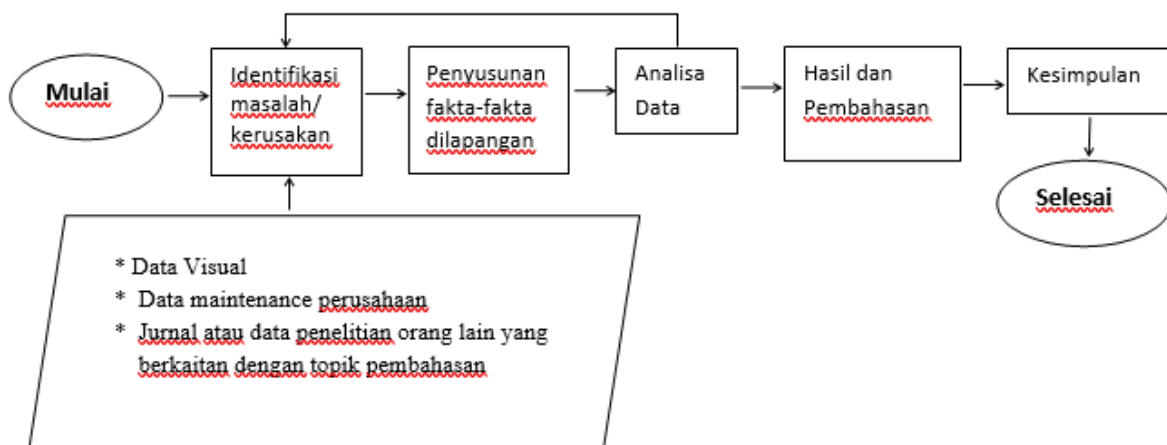 Mulai
Identifikasi
masalah/
kerusakan
Penyusunan
fakta-fakta
dilapangan
Analisa
Data
Hasil dan
Pembahasan
Kesimpulan
Selesai
* Data Visual
* Data maintenance perusahaan
* Jurnal atau data penelitian orang lain yang
berkaitan dengan topik pembahasan